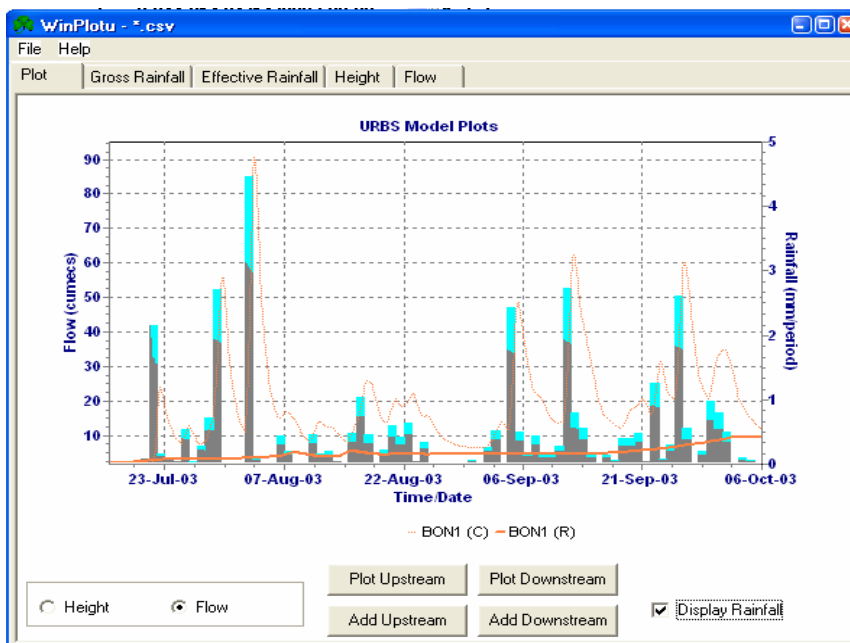 WinPlotu - *.csv
File Help
Plot Gross Rainfall Effective Rainfall Height Flow
URBS Model Plots
90
80
70
60
50
40
30
20
10
Flow (cumecs)
5
4
3
2
1
0
Rainfall (mm/period)
23-Jul-03 07-Aug-03 22-Aug-03 06-Sep-03 21-Sep-03 06-Oct-03
Time/Date
BON1 (C) BON1 (R)
Plot Upstream Plot Downstream
Height Flow
Display Rainfall
Add Upstream Add Downstream